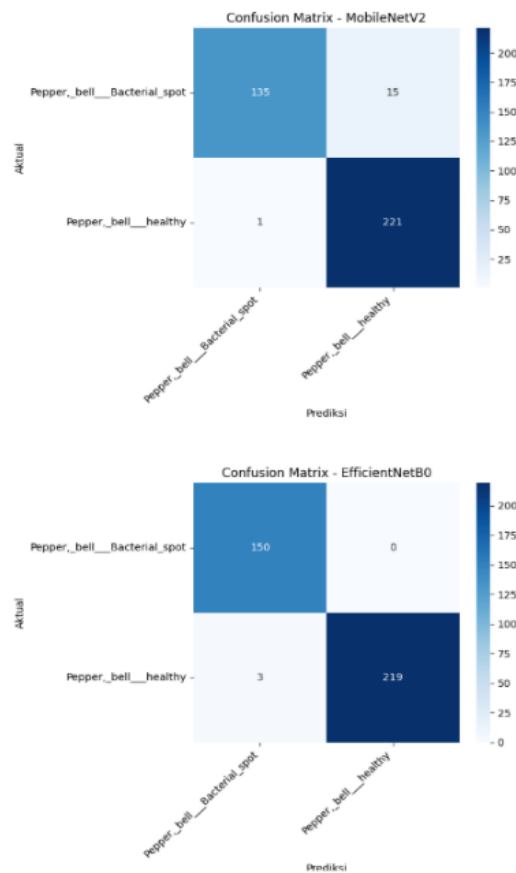 Confusion Matrix - MobileNetV2
Pepper,_bell___Bacterial_spot
135
15
Aktual
Pepper,_bell___healthy
1
221
200
175
150
125
100
75
50
25
Pepper,_bell___Bacterial_spot
Pepper,_bell___healthy
Prediksi
Confusion Matrix - EfficientNetB0
Pepper,_bell___Bacterial_spot
150
0
Aktual
Pepper,_bell___healthy
3
219
200
175
150
125
100
75
50
25
0
Pepper,_bell___Bacterial_spot
Pepper,_bell___healthy
Prediksi